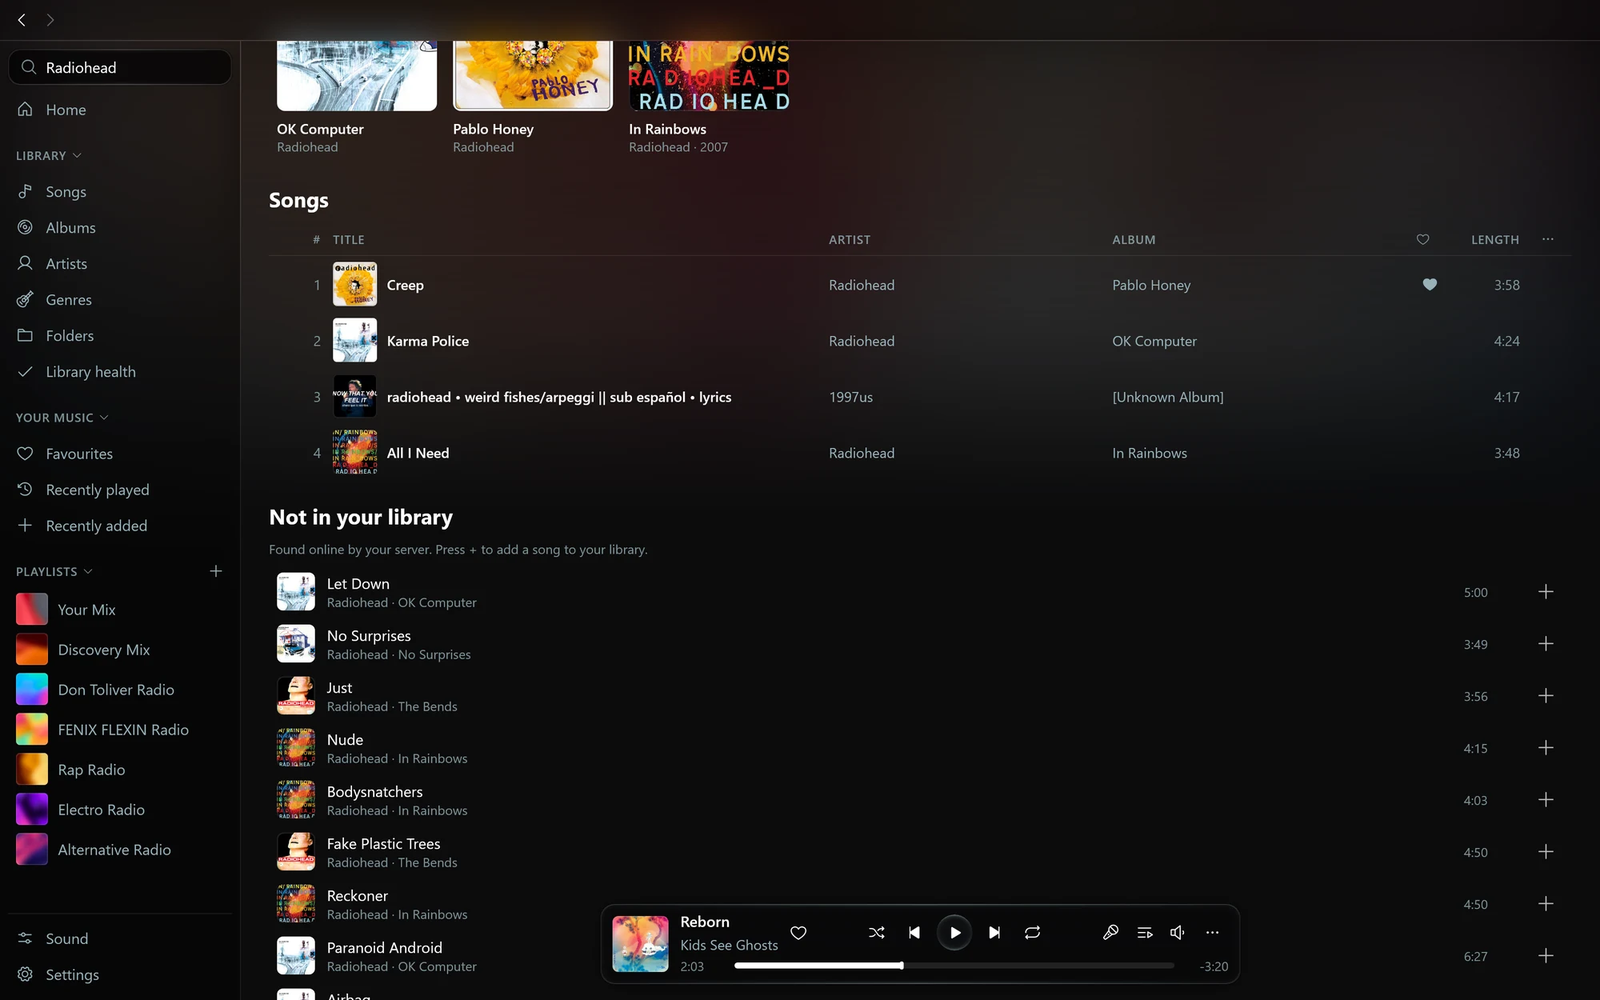 Radiohead
Home
LIBRARY
Songs
Albums
Artists
Genres
Folders
Library health
YOUR MUSIC
Favourites
Recently played
Recently added
PLAYLISTS
Your Mix
Discovery Mix
Don Toliver Radio
FENIX FLEXIN Radio
Rap Radio
Electro Radio
Alternative Radio
Sound
Settings
PABLO HONEY
IN RAIN_BOWS
RA D IOHEA _D
RAD IO HEA D
OK Computer
Radiohead
Pablo Honey
Radiohead
In Rainbows
Radiohead · 2007
Songs
# TITLE ARTIST ALBUM LENGTH ...
1 Creep Radiohead Pablo Honey 3:58
2 Karma Police Radiohead OK Computer 4:24
3 radiohead • weird fishes/arpeggi || sub español • lyrics 1997us [Unknown Album] 4:17
4 All I Need Radiohead In Rainbows 3:48
Not in your library
Found online by your server. Press + to add a song to your library.
Let Down 5:00
Radiohead · OK Computer
No Surprises 3:49
Radiohead · No Surprises
Just 3:56
Radiohead · The Bends
Nude 4:15
Radiohead · In Rainbows
Bodysnatchers 4:03
Radiohead · In Rainbows
Fake Plastic Trees 4:50
Radiohead · The Bends
Reckoner 4:50
Radiohead · In Rainbows
Paranoid Android 6:27
Radiohead · OK Computer
Airbag
Reborn
Kids See Ghosts
2:03 -3:20